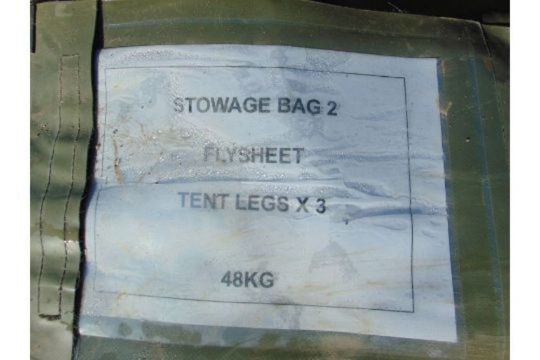 STOWAGE BAG 2
FLYSHEET
TENT LEGS X 3
48KG